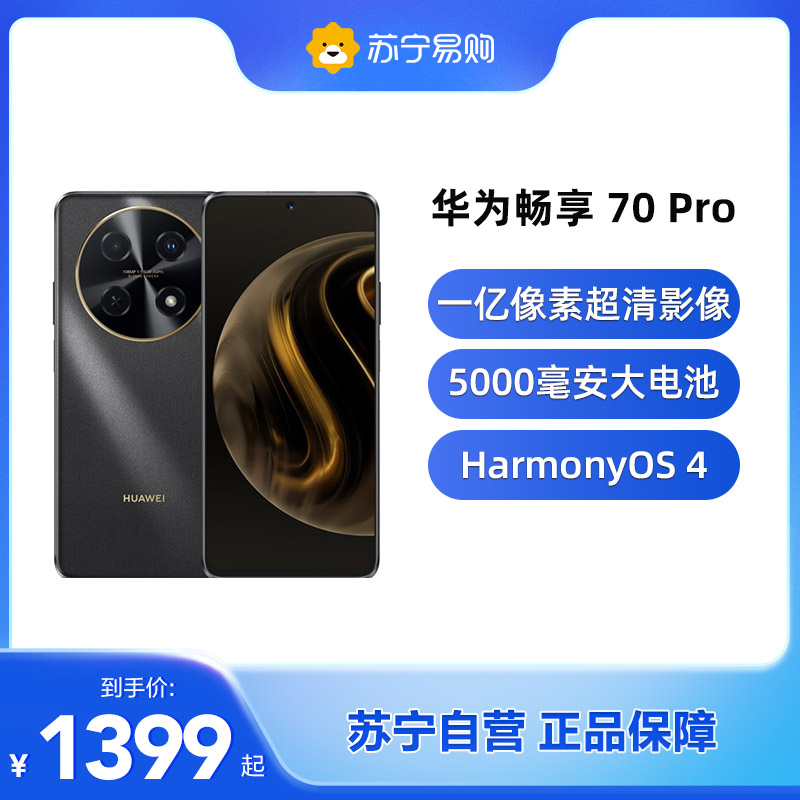 苏宁易购
华为畅享 70 Pro
一亿像素超清影像
5000毫安大电池
HarmonyOS 4
HUAWEI
到手价:
¥1399起
苏宁自营 正品保障